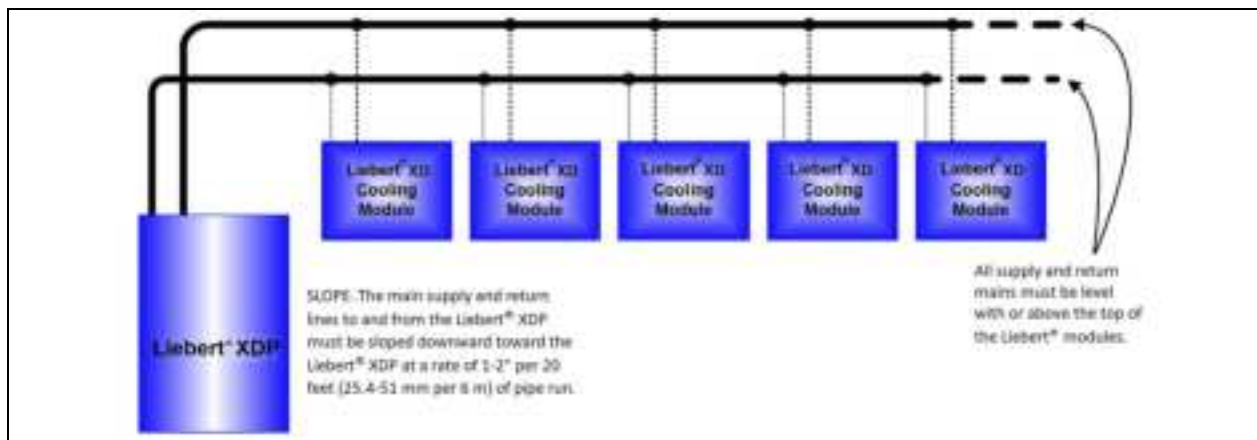 Liebert® XD
Cooling
Module
Liebert® XD
Cooling
Module
Liebert® XD
Cooling
Module
Liebert® XD
Cooling
Module
Liebert® XD
Cooling
Module
Liebert® XDP
SLOPE. The main supply and return
lines to and from the Liebert® XDP
must be sloped downward toward the
Liebert® XDP at a rate of 1-2" per 20
feet (25.4-51 mm per 6 m) of pipe run.
All supply and return
mains must be level
with or above the top of
the Liebert® modules.